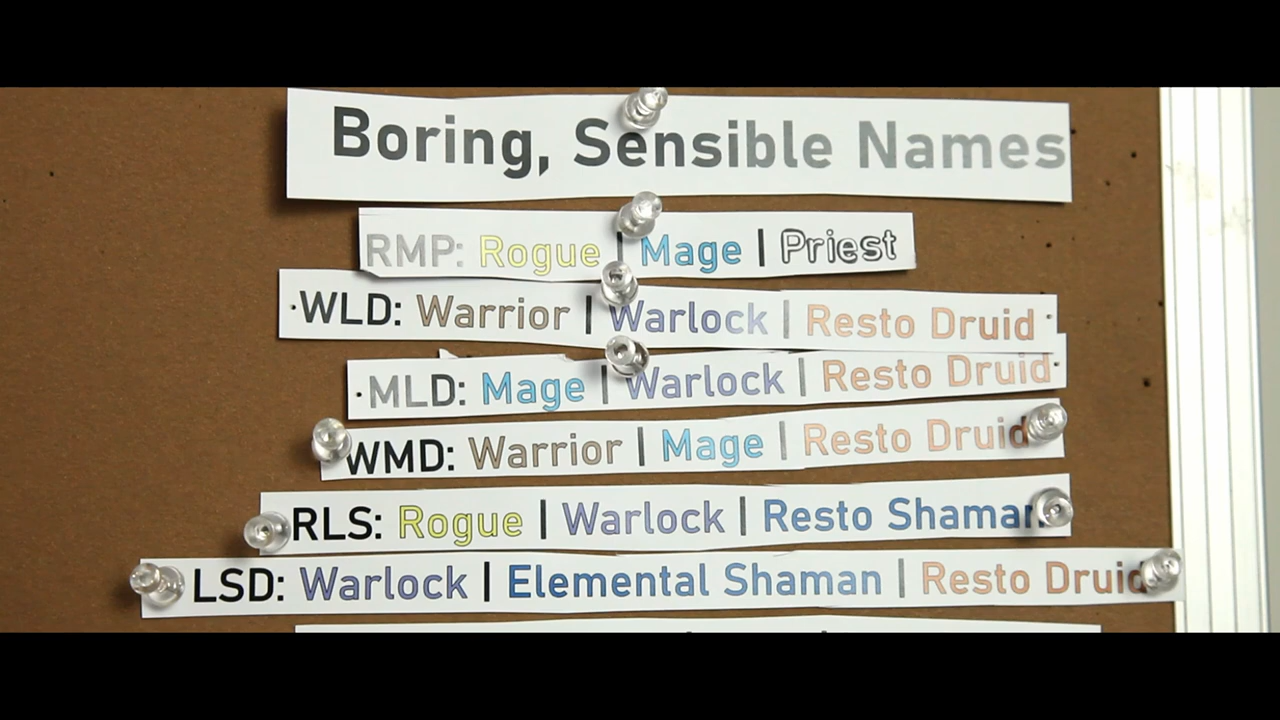 Boring, Sensible Names
RMP: Rogue | Mage | Priest
WLD: Warrior | Warlock | Resto Druid
MLD: Mage | Warlock | Resto Druid
WMD: Warrior | Mage | Resto Druid
RLS: Rogue | Warlock | Resto Shaman
LSD: Warlock | Elemental Shaman | Resto Druid